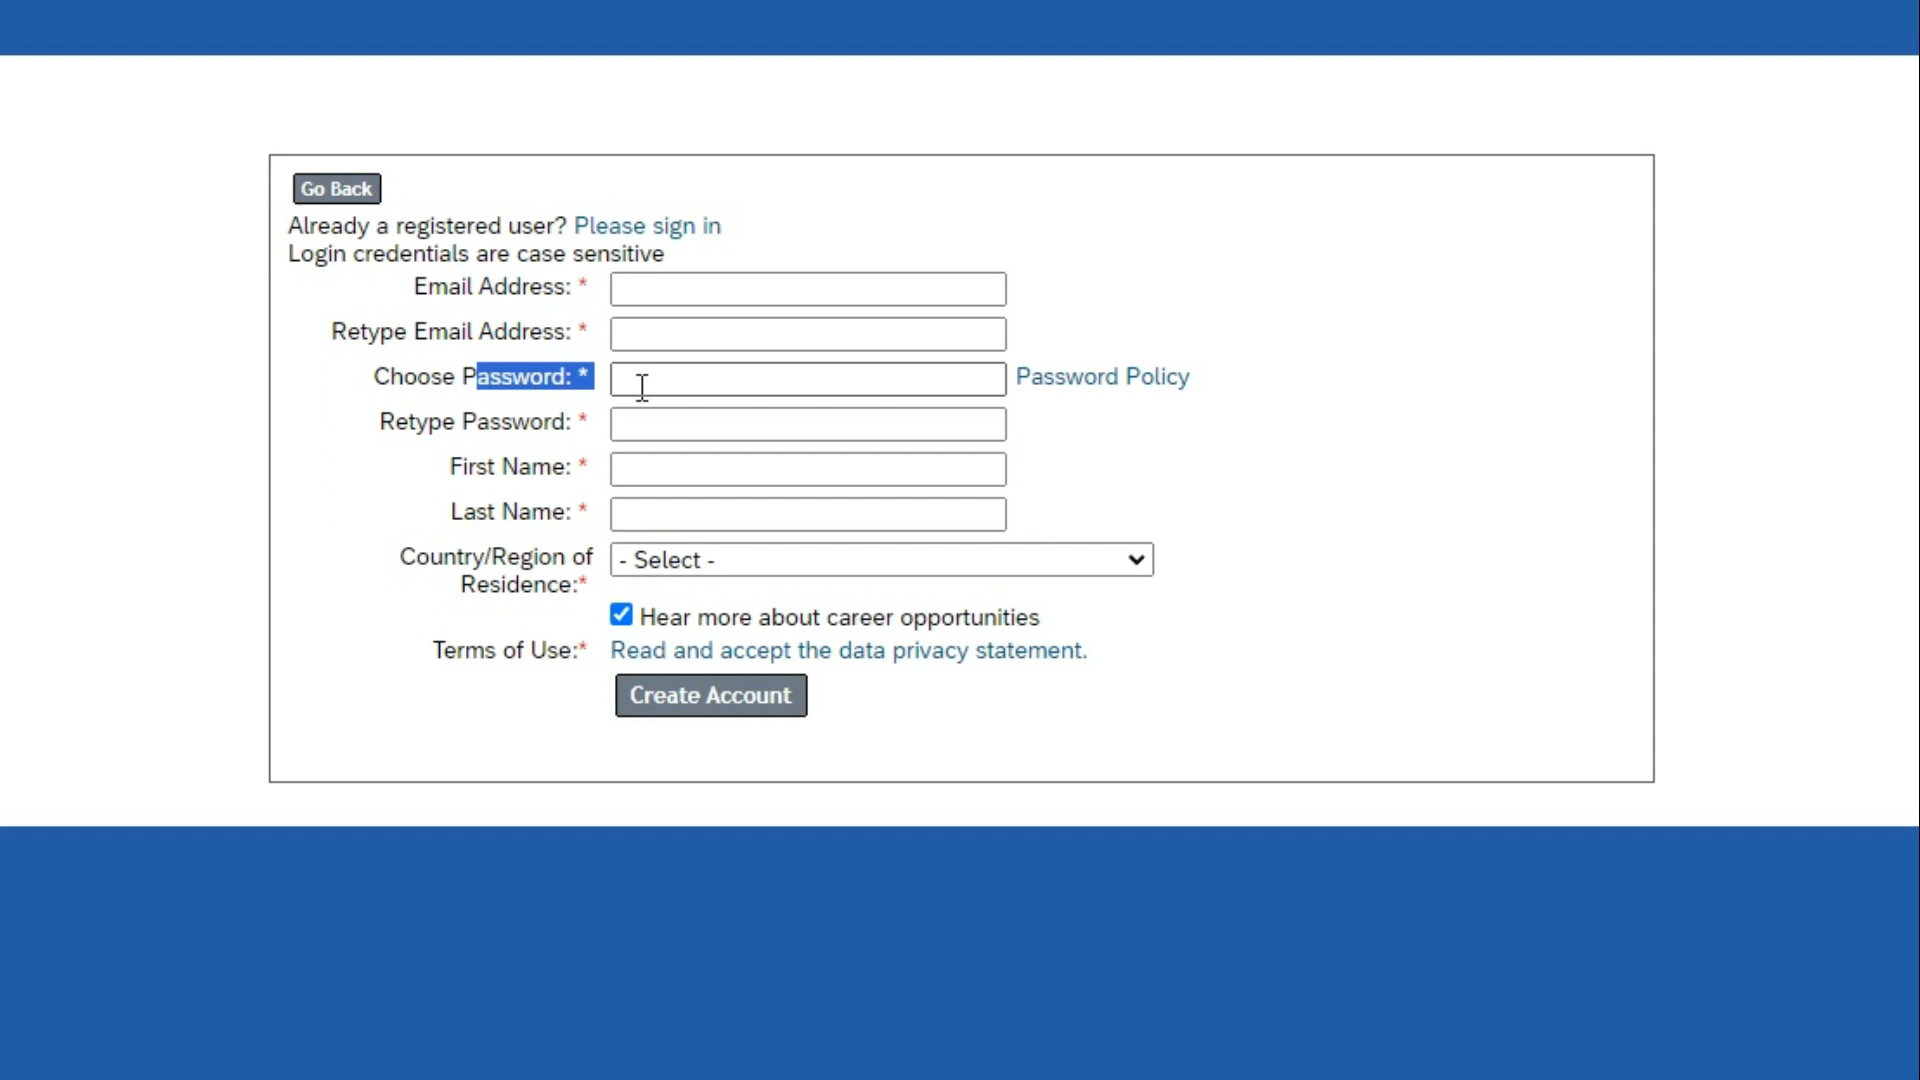 Go Back
Already a registered user? Please sign in
Login credentials are case sensitive
Email Address: *
Retype Email Address: *
Choose Password: * Password Policy
Retype Password: *
First Name: *
Last Name: *
Country/Region of
Residence:*
- Select -
Hear more about career opportunities
Terms of Use:* Read and accept the data privacy statement.
Create Account